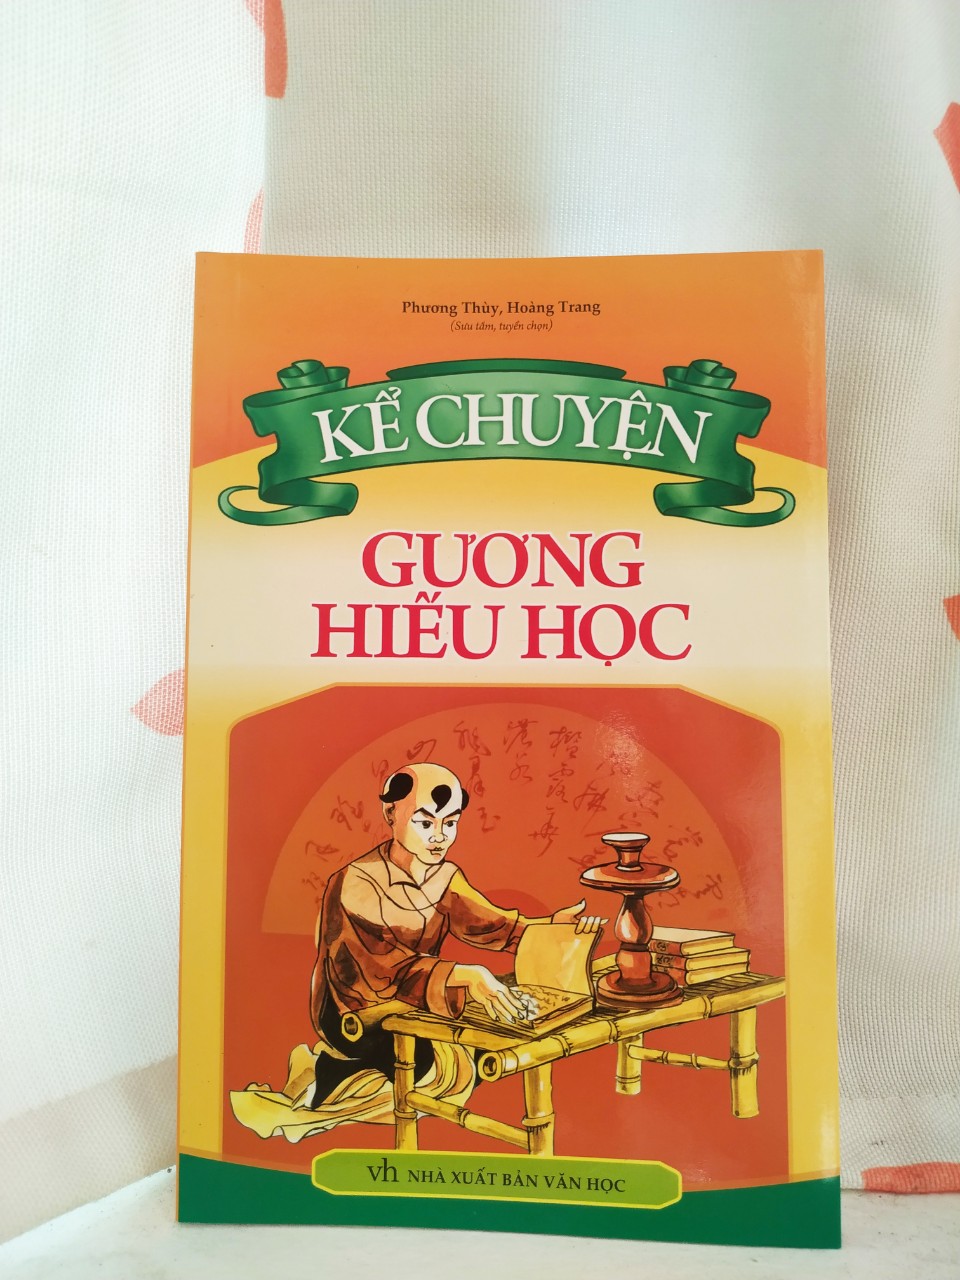 Phương Thùy, Hoàng Trang
(Sưu tầm, tuyển chọn)
KỂ CHUYỆN
GƯƠNG
HIẾU HỌC
vh NHÀ XUẤT BẢN VĂN HỌC